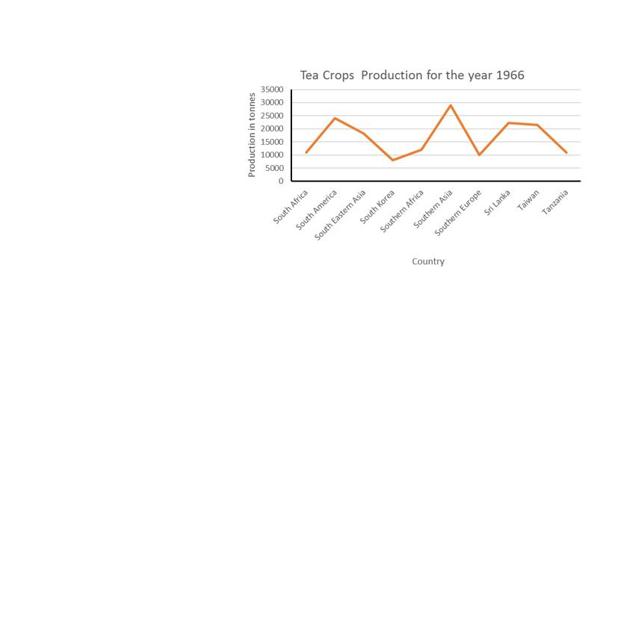 Tea Crops  Production for the year 1966
Production in tonnes
35000
30000
25000
20000
15000
10000
5000
0
South Africa
South America
South Eastern Asia
South Korea
Southern Africa
Southern Asia
Southern Europe
Sri Lanka
Taiwan
Tanzania
Country